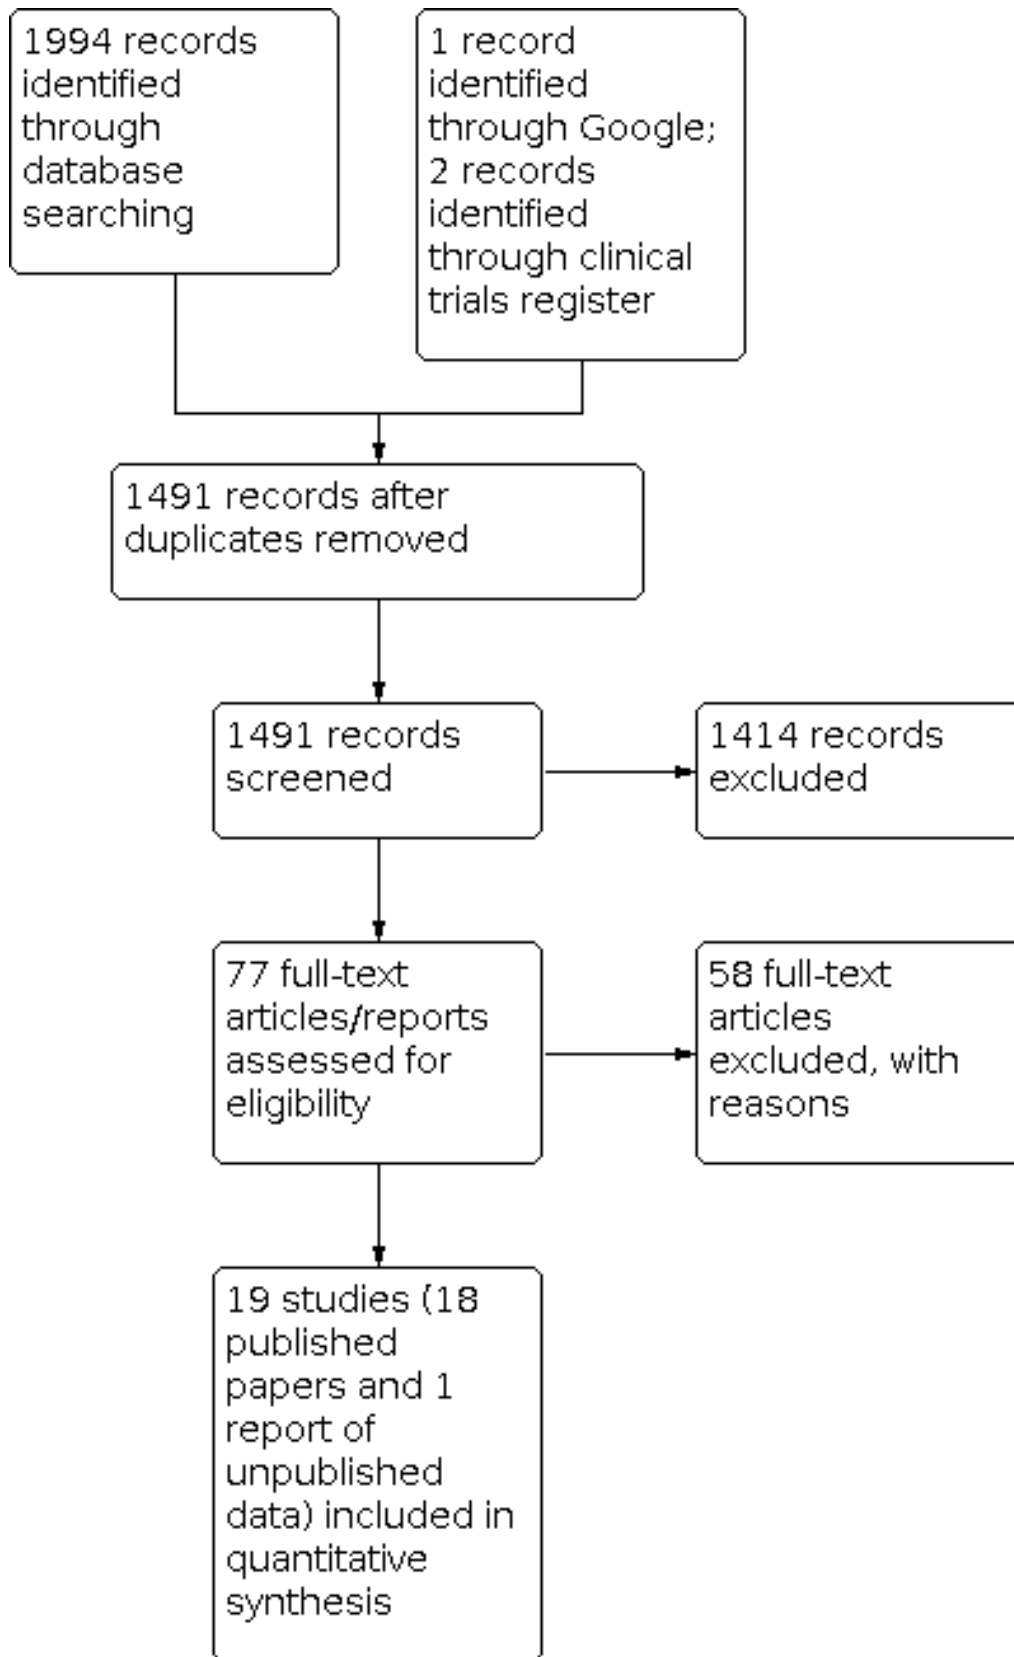 1994 records
identified
through
database
searching
1 record
identified
through Google;
2 records
identified
through clinical
trials register
1491 records after
duplicates removed
1491 records
screened
1414 records
excluded
77 full-text
articles/reports
assessed for
eligibility
58 full-text
articles
excluded, with
reasons
19 studies (18
published
papers and 1
report of
unpublished
data) included in
quantitative
synthesis